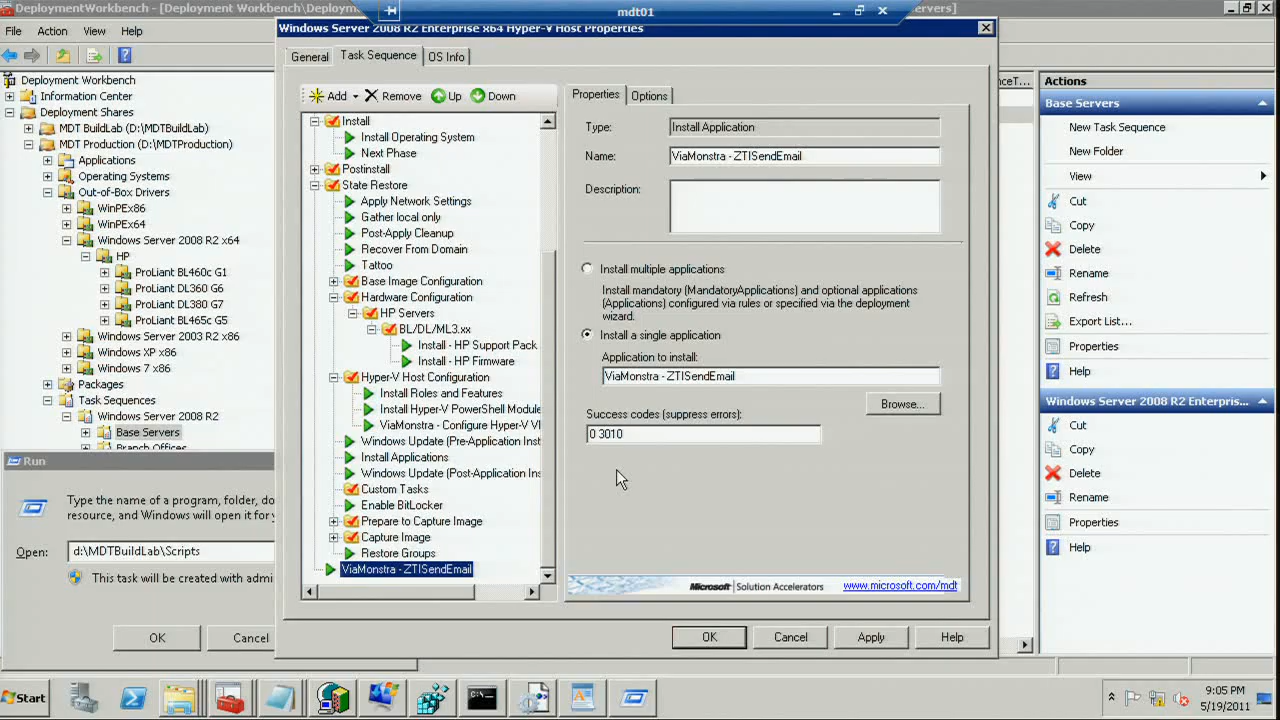 DeploymentWorkbench - [Deployment Workbench\Deploym
mdt01
ervers]
File Action View Help
Deployment Workbench
Information Center
Deployment Shares
MDT BuildLab (D:\MDTBuildLab)
MDT Production (D:\MDTProduction)
Applications
Operating Systems
Out-of-Box Drivers
WinPEx86
WinPEx64
Windows Server 2008 R2 x64
HP
ProLiant BL460c G1
ProLiant DL360 G6
ProLiant DL380 G7
ProLiant BL465c G5
Windows Server 2003 R2 x86
Windows XP x86
Windows 7 x86
Packages
Task Sequences
Windows Server 2008 R2
Base Servers
Branch Offices
Run
Type the name of a program, folder, do
resource, and Windows will open it for y
Open: d:\MDTBuildLab\Scripts
This task will be created with admi
OK Cancel
Windows Server 2008 R2 Enterprise x64 Hyper-V Host Properties
General Task Sequence OS Info
Add Remove Up Down
Install
Install Operating System
Next Phase
Postinstall
State Restore
Apply Network Settings
Gather local only
Post-Apply Cleanup
Recover From Domain
Tattoo
Base Image Configuration
Hardware Configuration
HP Servers
BL/DL/ML3.xx
Install - HP Support Pack
Install - HP Firmware
Hyper-V Host Configuration
Install Roles and Features
Install Hyper-V PowerShell Module
ViaMonstra - Configure Hyper-V VI
Windows Update (Pre-Application Inst
Install Applications
Windows Update (Post-Application Ins
Custom Tasks
Enable BitLocker
Prepare to Capture Image
Capture Image
Restore Groups
ViaMonstra - ZTISendEmail
Properties Options
Type: Install Application
Name: ViaMonstra - ZTISendEmail
Description:
Install multiple applications
Install mandatory (MandatoryApplications) and optional applications
(Applications) configured via rules or specified via the deployment
wizard.
Install a single application
Application to install:
ViaMonstra - ZTISendEmail
Browse...
Success codes (suppress errors):
0 3010
Microsoft Solution Accelerators www.microsoft.com/mdt
OK Cancel Apply Help
nceT...
Actions
Base Servers
New Task Sequence
New Folder
View
Cut
Copy
Delete
Rename
Refresh
Export List...
Properties
Help
Windows Server 2008 R2 Enterpris...
Cut
Copy
Delete
Rename
Properties
Help
Start
9:05 PM
5/19/2011